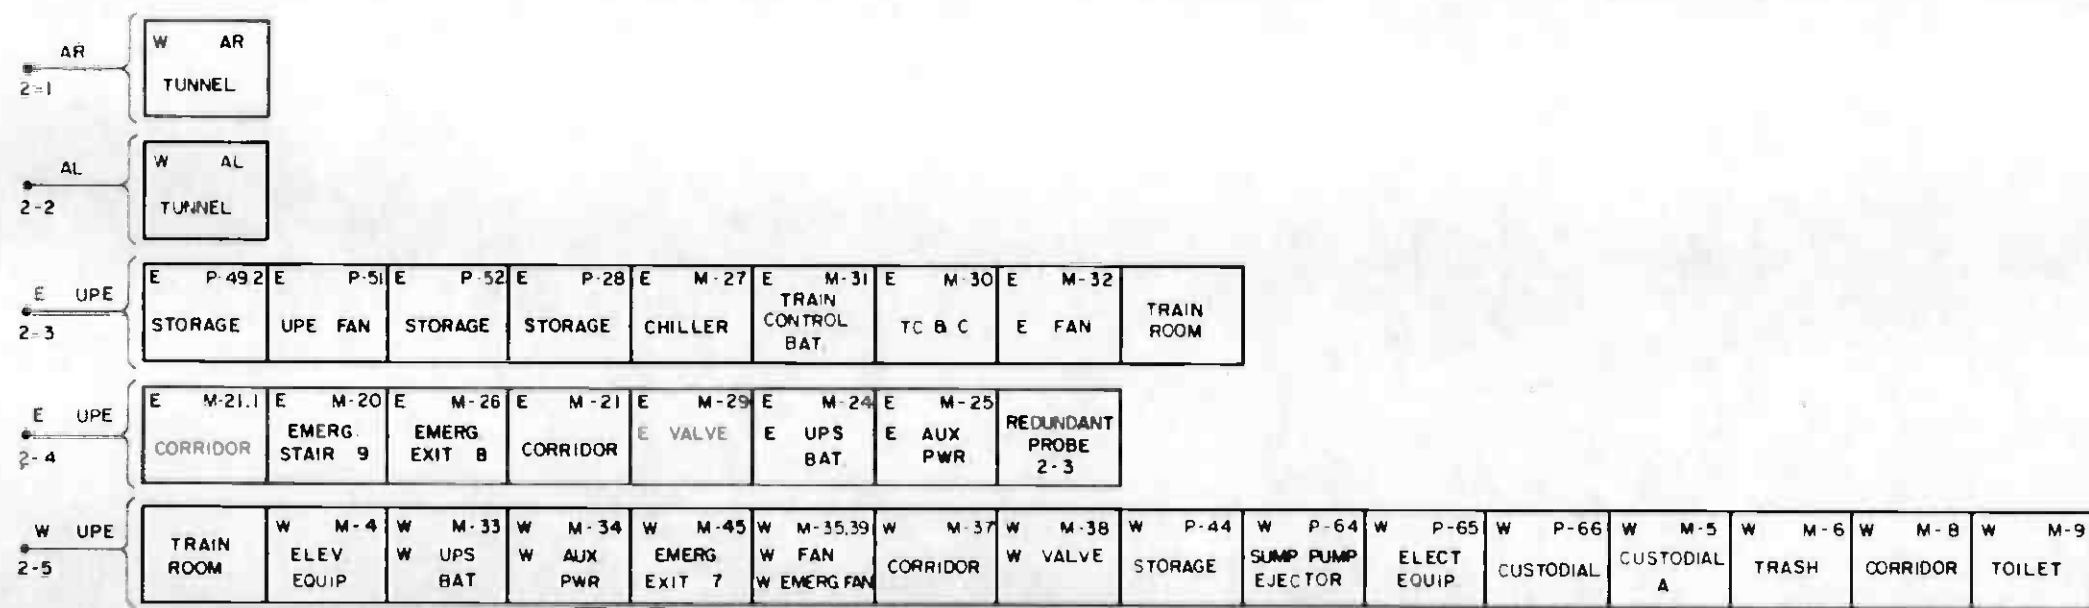 AR
2-1
W AR
TUNNEL
AL
2-2
W AL
TUNNEL
E UPE
2-3
E P-49.2 E P-51 E P-52 E P-28 E M-27 E M-31 E M-30 E M-32
STORAGE UPE FAN STORAGE STORAGE CHILLER TRAIN CONTROL BAT. TC & C E FAN TRAIN ROOM
E UPE
2-4
E M-21.1 E M-20 E M-26 E M-21 E M-29 E M-24 E M-25
CORRIDOR EMERG. STAIR 9 EMERG EXIT 8 CORRIDOR E VALVE E UPS BAT. E AUX PWR REDUNDANT PROBE 2-3
W UPE
2-5
TRAIN ROOM
W M-4 W M-33 W M-34 W M-45 W M-35,39 W M-37 W M-38 W P-44 W P-64 W P-65 W P-66 W M-5 W M-6 W M-8 W M-9
ELEV EQUIP W UPS BAT W AUX PWR EMERG EXIT 7 W FAN W EMERG FAN CORRIDOR W VALVE STORAGE SUMP PUMP EJECTOR ELECT EQUIP CUSTODIAL CUSTODIAL A TRASH CORRIDOR TOILET